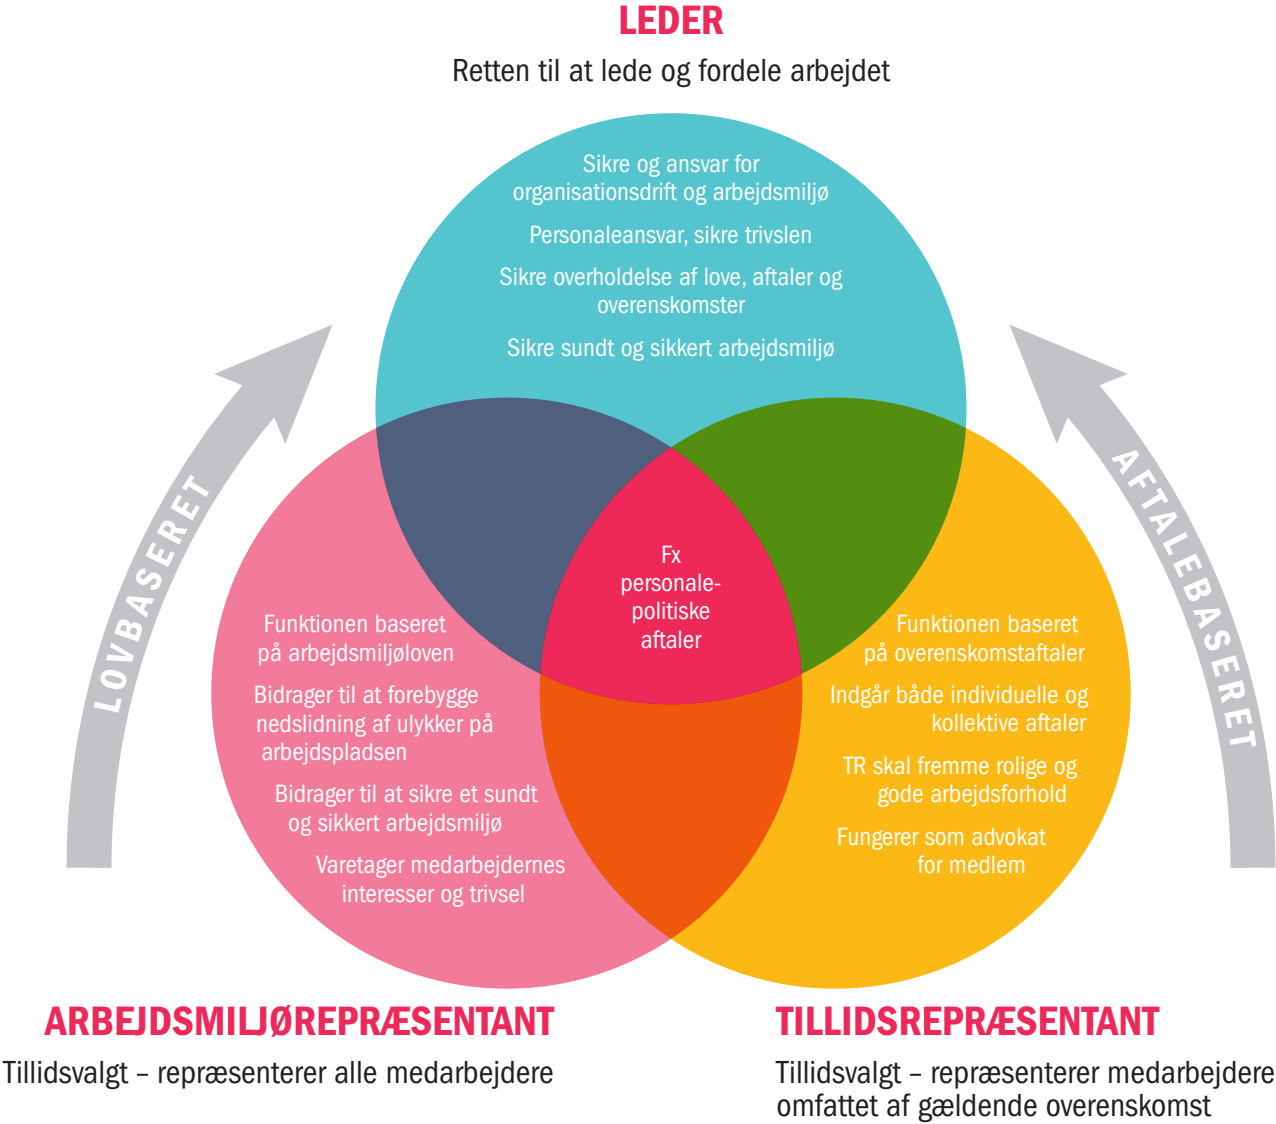 LEDER
Retten til at lede og fordele arbejdet
Sikre og ansvar for
organisationsdrift og arbejdsmiljø
Personaleansvar, sikre trivslen
Sikre overholdelse af love, aftaler og
overenskomster
Sikre sundt og sikkert arbejdsmiljø
LOVBASERET
AFTALEBASERET
Fx
personale-
politiske
aftaler
Funktionen baseret
på arbejdsmiljøloven
Bidrager til at forebygge
nedslidning af ulykker på
arbejdspladsen
Bidrager til at sikre et sundt
og sikkert arbejdsmiljø
Varetager medarbejdernes
interesser og trivsel
Funktionen baseret
på overenskomstaftaler
Indgår både individuelle og
kollektive aftaler
TR skal fremme rolige og
gode arbejdsforhold
Fungerer som advokat
for medlem
ARBEJDSMILJØREPRÆSENTANT
Tillidsvalgt – repræsenterer alle medarbejdere
TILLIDSREPRÆSENTANT
Tillidsvalgt – repræsenterer medarbejdere
omfattet af gældende overenskomst